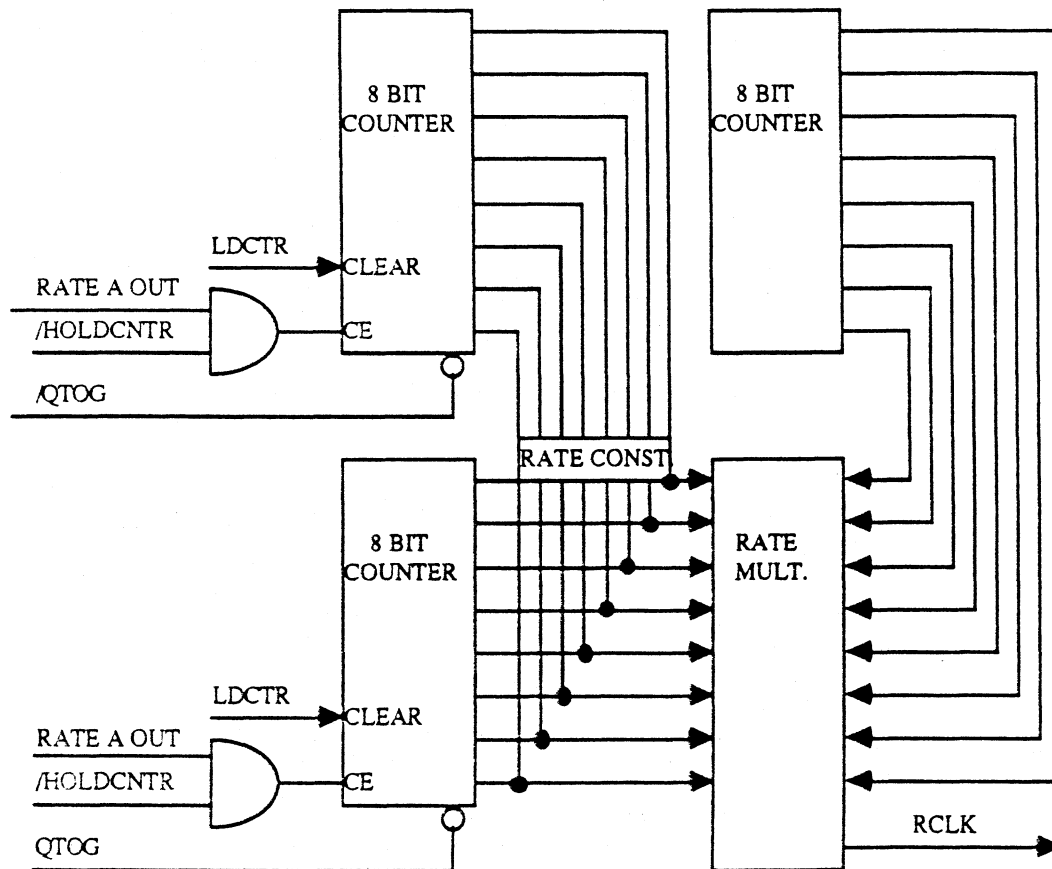 8 BIT
COUNTER
LDCTR
CLEAR
RATE A OUT
/HOLDCNTR
CE
/QTOG
8 BIT
COUNTER
RATE CONST.
8 BIT
COUNTER
LDCTR
CLEAR
RATE A OUT
/HOLDCNTR
CE
QTOG
RATE
MULT.
RCLK